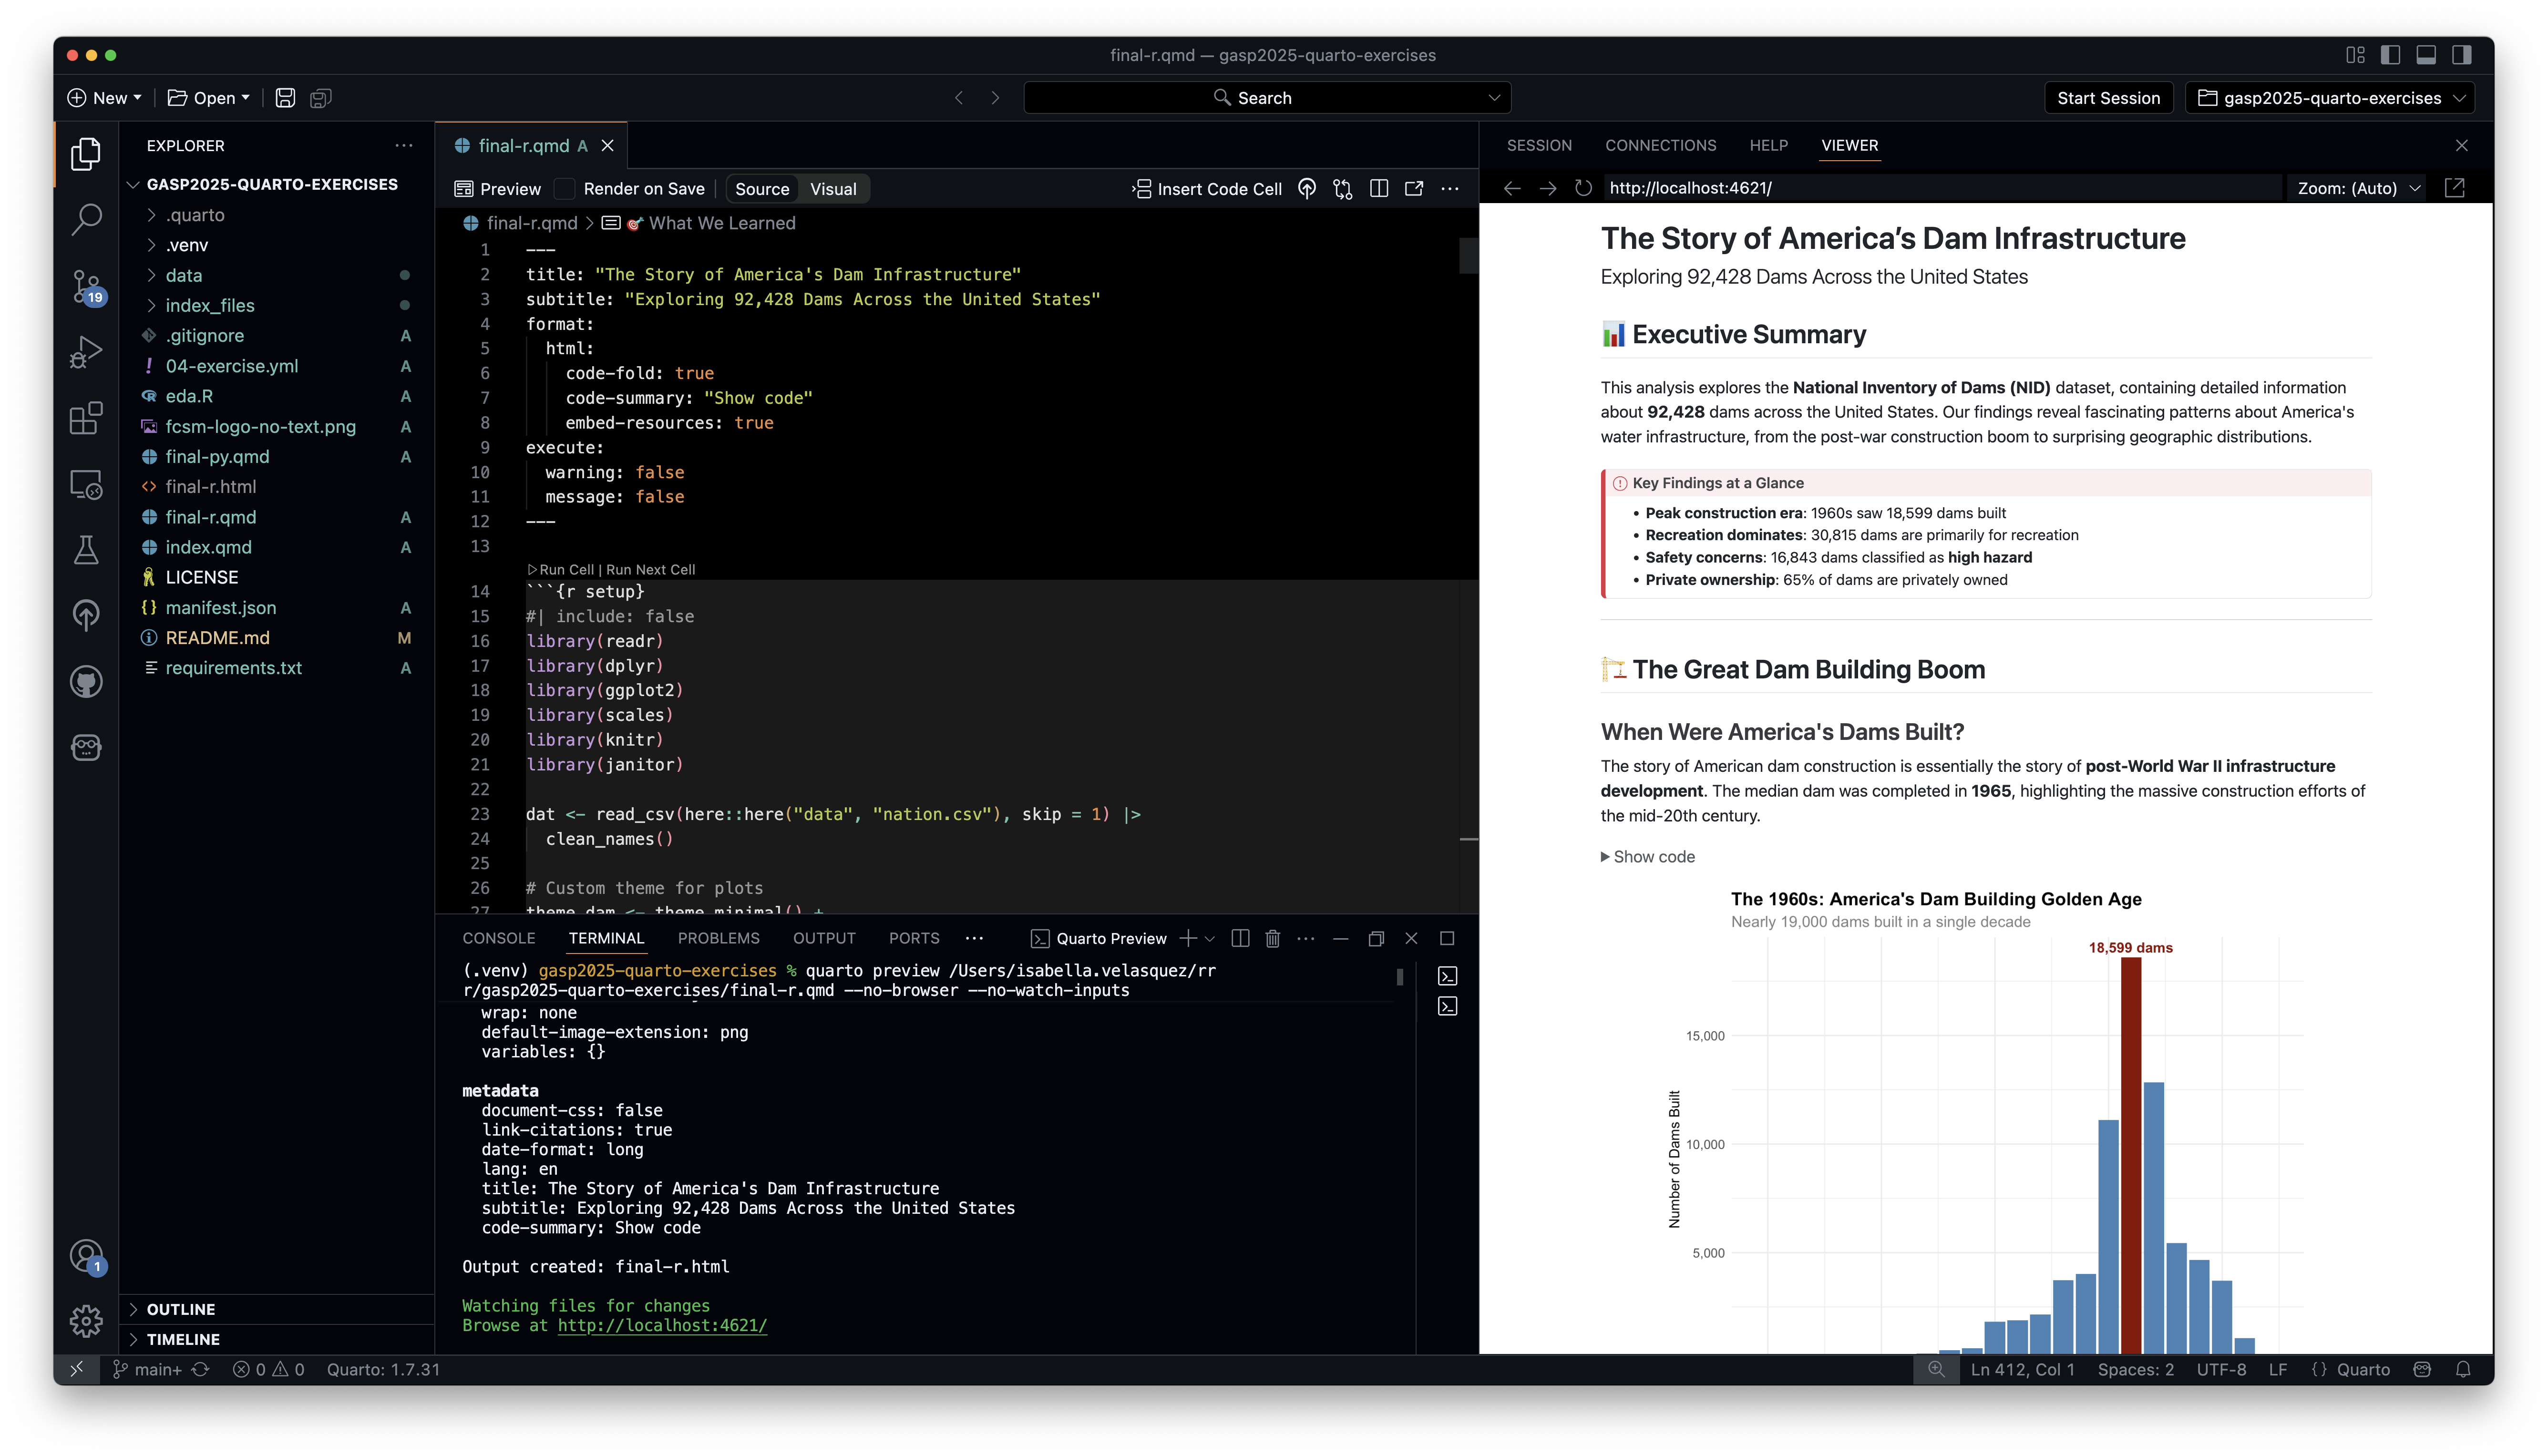 final-r.qmd — gasp2025-quarto-exercises
New
Open
Search
Start Session
gasp2025-quarto-exercises
EXPLORER
GASP2025-QUARTO-EXERCISES
.quarto
.venv
data
index_files
.gitignore A
04-exercise.yml A
eda.R A
fcsm-logo-no-text.png A
final-py.qmd A
final-r.html
final-r.qmd A
index.qmd A
LICENSE
manifest.json A
README.md M
requirements.txt A
OUTLINE
TIMELINE
19
1
final-r.qmd A
Preview
Render on Save
Source Visual
Insert Code Cell
final-r.qmd > What We Learned
1 ---
2 title: "The Story of America's Dam Infrastructure"
3 subtitle: "Exploring 92,428 Dams Across the United States"
4 format:
5 html:
6 code-fold: true
7 code-summary: "Show code"
8 embed-resources: true
9 execute:
10 warning: false
11 message: false
12 ---
13
Run Cell | Run Next Cell
14 ```{r setup}
15 #| include: false
16 library(readr)
17 library(dplyr)
18 library(ggplot2)
19 library(scales)
20 library(knitr)
21 library(janitor)
22
23 dat <- read_csv(here::here("data", "nation.csv"), skip = 1) |>
24 clean_names()
25
26 # Custom theme for plots
27 theme_dam <- theme_minimal() +
CONSOLE TERMINAL PROBLEMS OUTPUT PORTS
Quarto Preview
(.venv) gasp2025-quarto-exercises % quarto preview /Users/isabella.velasquez/rr
r/gasp2025-quarto-exercises/final-r.qmd --no-browser --no-watch-inputs
wrap: none
default-image-extension: png
variables: {}
metadata
document-css: false
link-citations: true
date-format: long
lang: en
title: The Story of America's Dam Infrastructure
subtitle: Exploring 92,428 Dams Across the United States
code-summary: Show code
Output created: final-r.html
Watching files for changes
Browse at http://localhost:4621/
SESSION CONNECTIONS HELP VIEWER
http://localhost:4621/
Zoom: (Auto)
The Story of America’s Dam Infrastructure
Exploring 92,428 Dams Across the United States
Executive Summary
This analysis explores the National Inventory of Dams (NID) dataset, containing detailed information
about 92,428 dams across the United States. Our findings reveal fascinating patterns about America's
water infrastructure, from the post-war construction boom to surprising geographic distributions.
Key Findings at a Glance
• Peak construction era: 1960s saw 18,599 dams built
• Recreation dominates: 30,815 dams are primarily for recreation
• Safety concerns: 16,843 dams classified as high hazard
• Private ownership: 65% of dams are privately owned
The Great Dam Building Boom
When Were America's Dams Built?
The story of American dam construction is essentially the story of post-World War II infrastructure
development. The median dam was completed in 1965, highlighting the massive construction efforts of
the mid-20th century.
Show code
The 1960s: America's Dam Building Golden Age
Nearly 19,000 dams built in a single decade
18,599 dams
15,000
10,000
5,000
Number of Dams Built
main+
0 0
Quarto: 1.7.31
Ln 412, Col 1
Spaces: 2
UTF-8
LF
{} Quarto